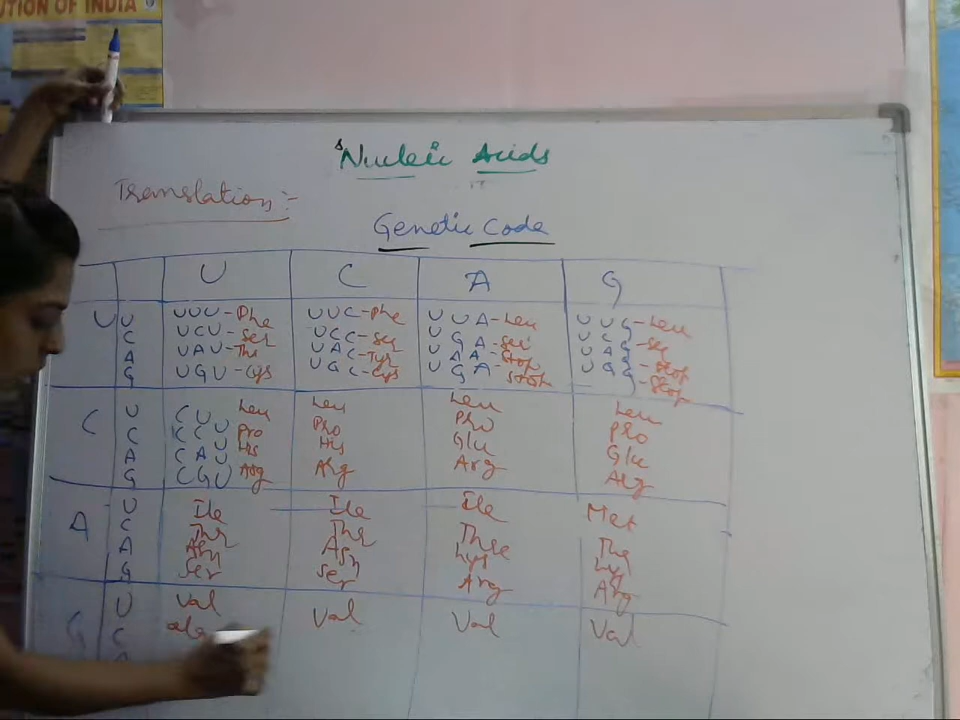 UTION OF INDIA
Nucleic Acids
Translation :-
Genetic Code
U C A G
U U UUU-Phe UUC-Phe UUA-Leu UUG-Leu
C UCU-Ser UCC-Ser UCA-Ser UCG-Ser
A UAU- UAC-Tyr UAA-Stop UAG-Stop
G UGU-Cys UGC-Cys UGA-Stop
C U CUU Leu Leu Leu Leu
C CCU Pro Pro Pro Pro
A CAU His His Glu Glu
G CGU Arg Arg Arg Arg
A U Ile Ile Ile Met
C Thr Thr Thre
A Asn Asn Lys Lys
G Ser Ser Arg Arg
G U Val Val Val Val
C ala
A